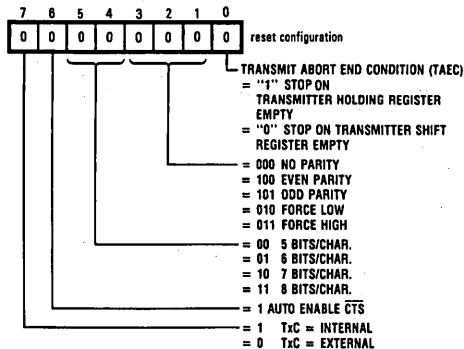 7 6 5 4 3 2 1 0
0 0 0 0 0 0 0 0 reset configuration
TRANSMIT ABORT END CONDITION (TAEC)
= "1" STOP ON
TRANSMITTER HOLDING REGISTER
EMPTY
= "0" STOP ON TRANSMITTER SHIFT
REGISTER EMPTY
= 000 NO PARITY
= 100 EVEN PARITY
= 101 ODD PARITY
= 010 FORCE LOW
= 011 FORCE HIGH
= 00 5 BITS/CHAR.
= 01 6 BITS/CHAR.
= 10 7 BITS/CHAR.
= 11 8 BITS/CHAR.
= 1 AUTO ENABLE C̅T̅S̅
= 1 TxC = INTERNAL
= 0 TxC = EXTERNAL